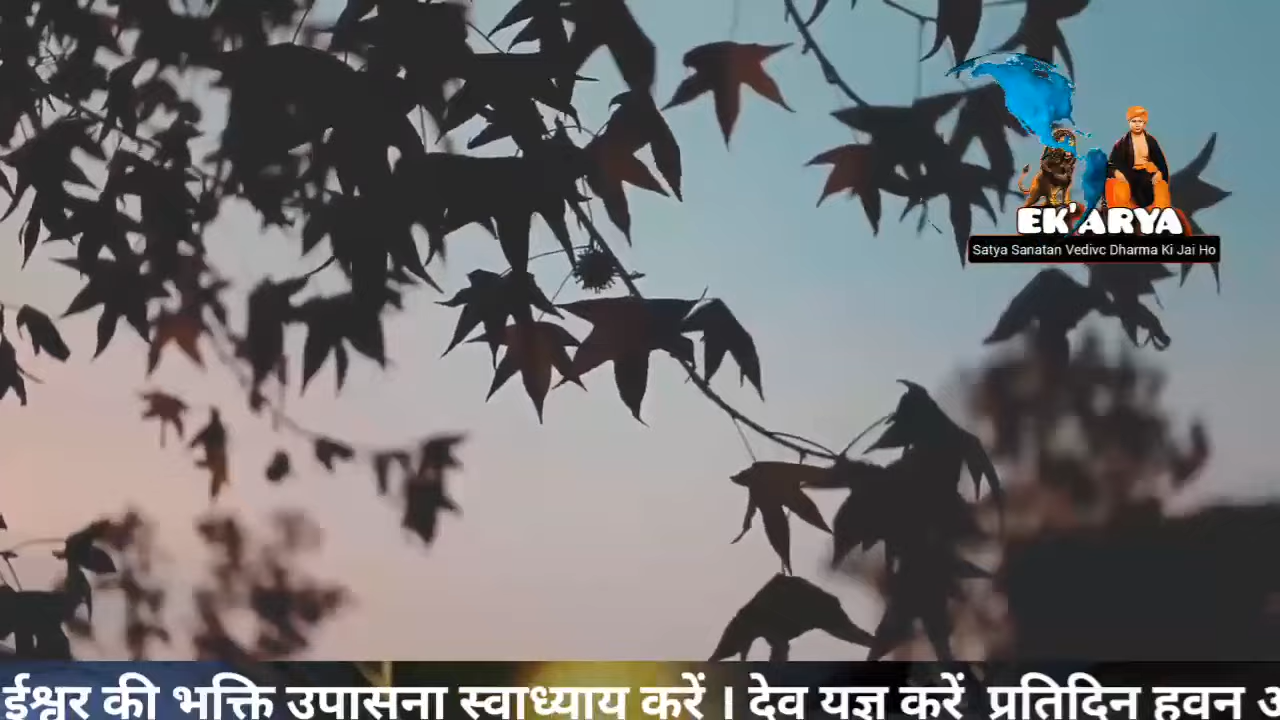 EK'ARYA
Satya Sanatan Vedivc Dharma Ki Jai Ho
ईश्वर की भक्ति उपासना स्वाध्याय करें । देव यज्ञ करें प्रतिदिन हवन